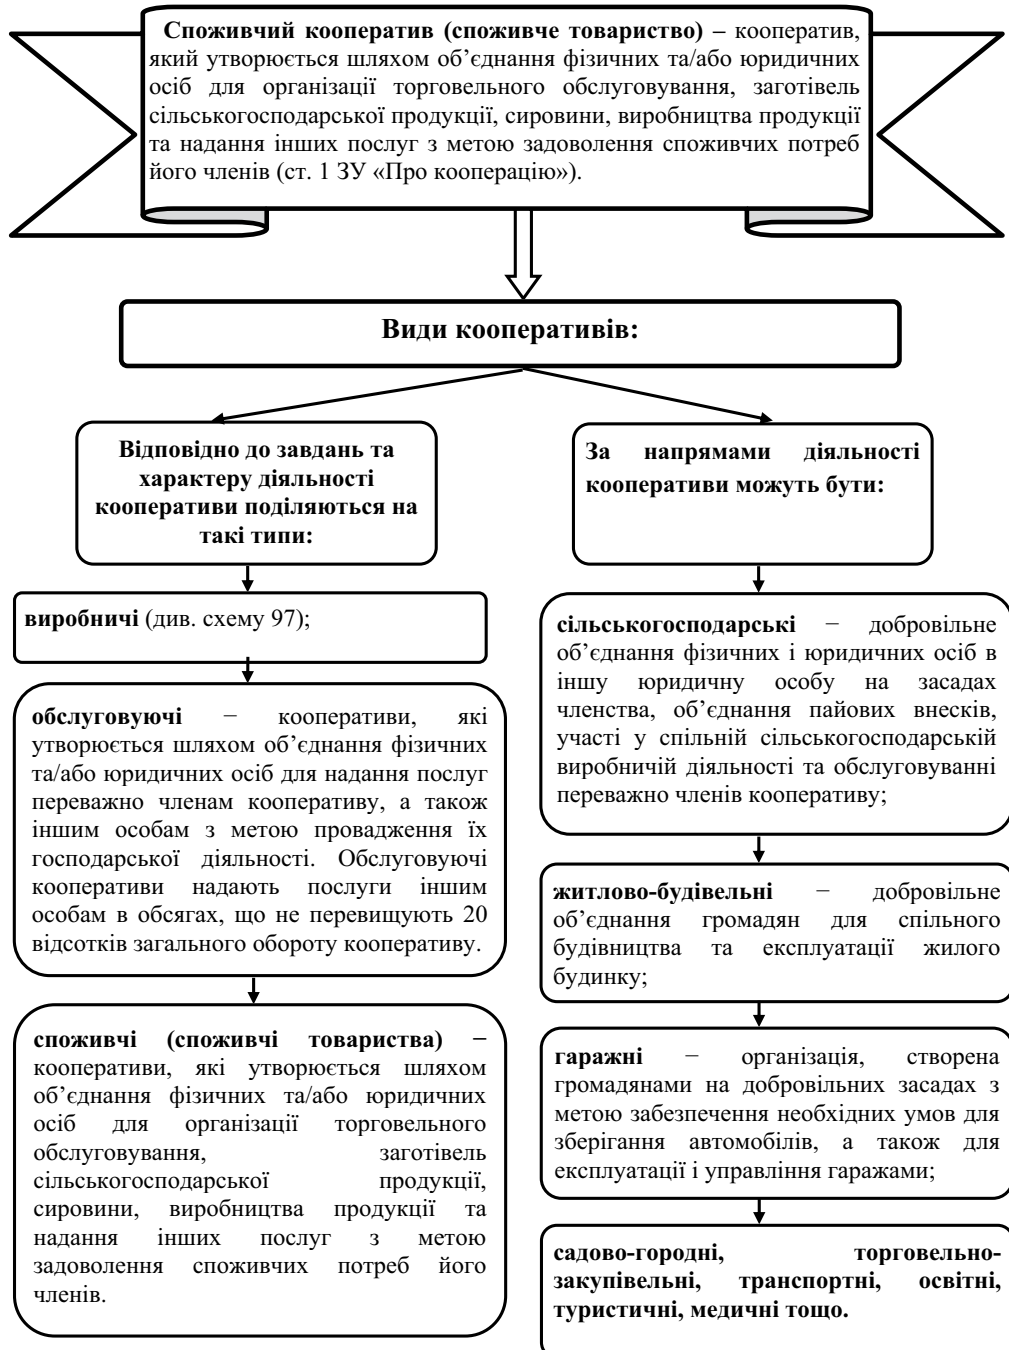 Споживчий кооператив (споживче товариство) – кооператив,
який утворюється шляхом об’єднання фізичних та/або юридичних
осіб для організації торговельного обслуговування, заготівель
сільськогосподарської продукції, сировини, виробництва продукції
та надання інших послуг з метою задоволення споживчих потреб
його членів (ст. 1 ЗУ «Про кооперацію»).
Види кооперативів:
Відповідно до завдань та
характеру діяльності
кооперативи поділяються на
такі типи:
виробничі (див. схему 97);
обслуговуючі – кооперативи, які
утворюється шляхом об’єднання фізичних
та/або юридичних осіб для надання послуг
переважно членам кооперативу, а також
іншим особам з метою провадження їх
господарської діяльності. Обслуговуючі
кооперативи надають послуги іншим
особам в обсягах, що не перевищують 20
відсотків загального обороту кооперативу.
споживчі (споживчі товариства) –
кооперативи, які утворюється шляхом
об’єднання фізичних та/або юридичних
осіб для організації торговельного
обслуговування, заготівель
сільськогосподарської продукції,
сировини, виробництва продукції та
надання інших послуг з метою
задоволення споживчих потреб його
членів.
За напрямами діяльності
кооперативи можуть бути:
сільськогосподарські – добровільне
об’єднання фізичних і юридичних осіб в
іншу юридичну особу на засадах
членства, об’єднання пайових внесків,
участі у спільній сільськогосподарській
виробничій діяльності та обслуговуванні
переважно членів кооперативу;
житлово-будівельні – добровільне
об’єднання громадян для спільного
будівництва та експлуатації жилого
будинку;
гаражні – організація, створена
громадянами на добровільних засадах з
метою забезпечення необхідних умов для
зберігання автомобілів, а також для
експлуатації і управління гаражами;
садово-городні, торговельно-
закупівельні, транспортні, освітні,
туристичні, медичні тощо.